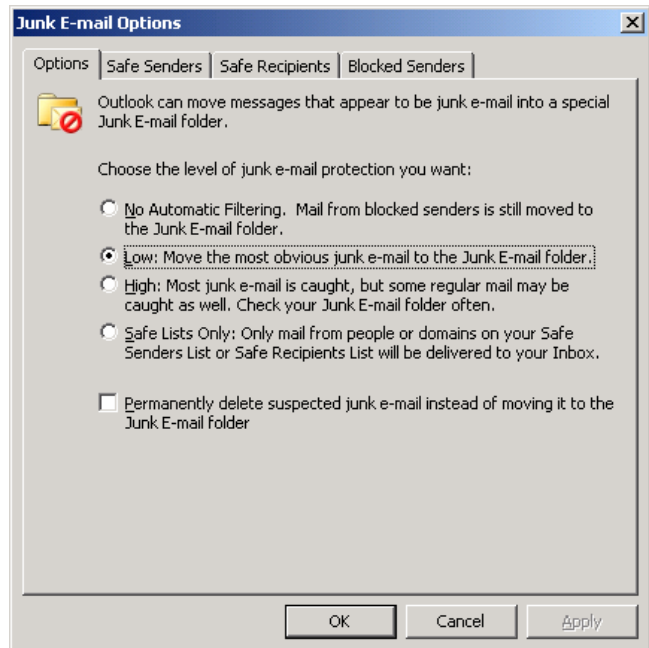 Junk E-mail Options
Options
Safe Senders
Safe Recipients
Blocked Senders
Outlook can move messages that appear to be junk e-mail into a special
Junk E-mail folder.
Choose the level of junk e-mail protection you want:
No Automatic Filtering. Mail from blocked senders is still moved to
the Junk E-mail folder.
Low: Move the most obvious junk e-mail to the Junk E-mail folder.
High: Most junk e-mail is caught, but some regular mail may be
caught as well. Check your Junk E-mail folder often.
Safe Lists Only: Only mail from people or domains on your Safe
Senders List or Safe Recipients List will be delivered to your Inbox.
Permanently delete suspected junk e-mail instead of moving it to the
Junk E-mail folder
OK
Cancel
Apply